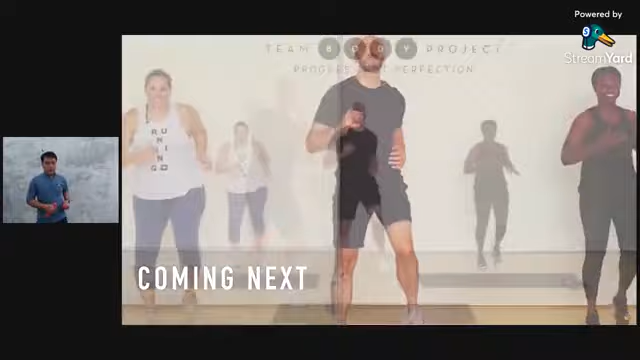 Powered by
StreamYard
TEAM BODY PROJECT
PROGRESS NOT PERFECTION
RUNNING
COMING NEXT